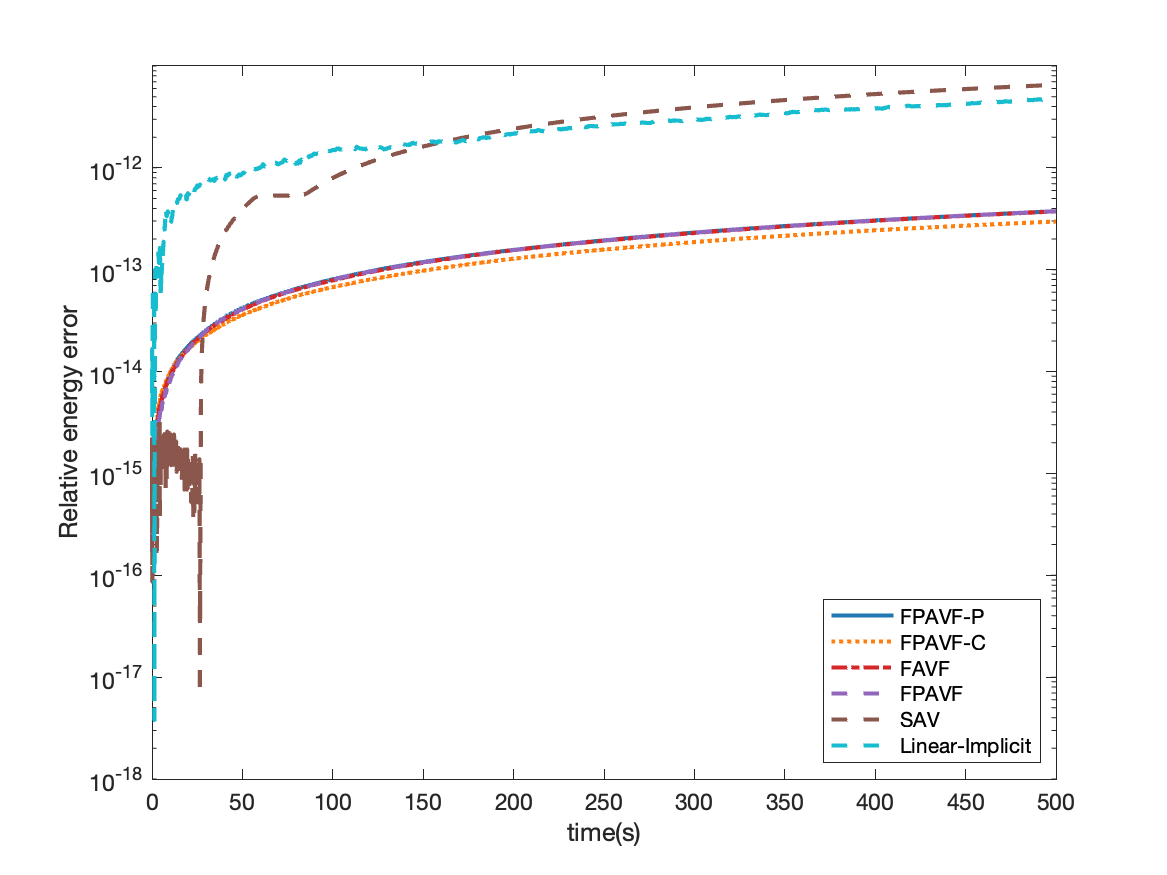 Relative energy error
10-12
10-13
10-14
10-15
10-16
10-17
10-18
0 50 100 150 200 250 300 350 400 450 500
time(s)
FPAVF-P
FPAVF-C
FAVF
FPAVF
SAV
Linear-Implicit